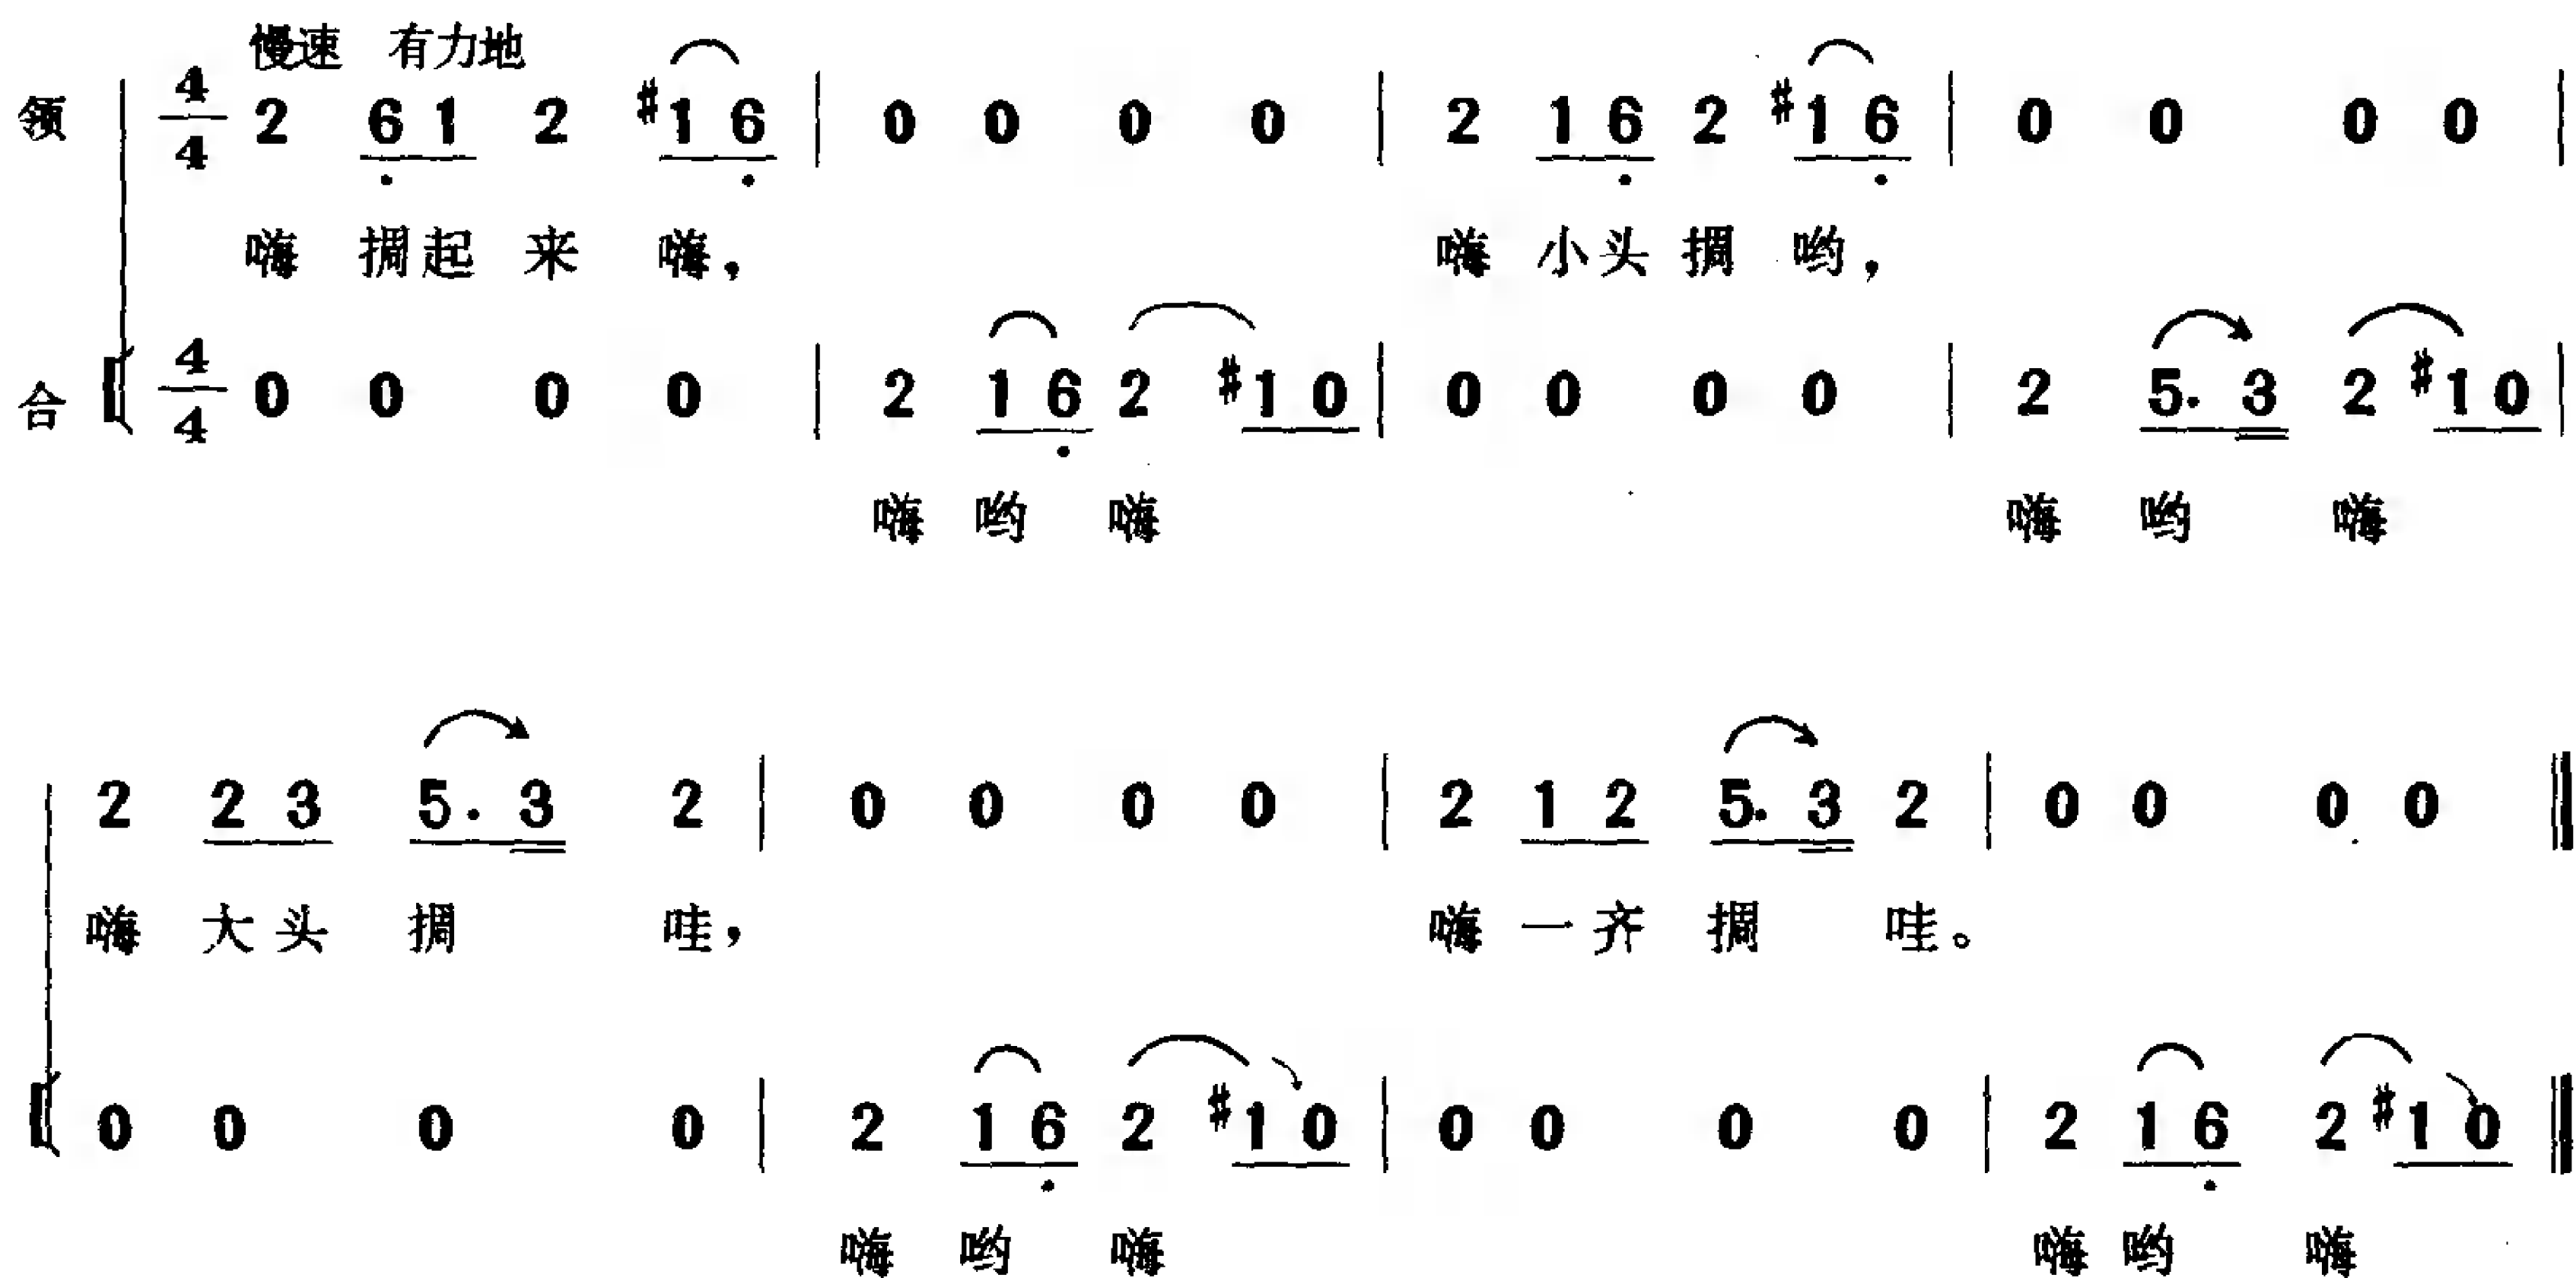 慢速 有力地
领 4/4 2 6̣ 1 2 #1 6̣ | 0 0 0 0 | 2 1 6̣ 2 #1 6̣ | 0 0 0 0 |
嗨 捆起 来 嗨， 嗨 小头 捆 哟，
合 4/4 0 0 0 0 | 2 1 6̣ 2 #1 0 | 0 0 0 0 | 2 5. 3 2 #1 0 |
嗨 哟 嗨 嗨 哟 嗨
2 2 3 5. 3 2 | 0 0 0 0 | 2 1 2 5. 3 2 | 0 0 0 0 ‖
嗨 大头 捆 哇， 嗨 一齐 捆 哇。
0 0 0 0 | 2 1 6̣ 2 #1 0 | 0 0 0 0 | 2 1 6̣ 2 #1 0 ‖
嗨 哟 嗨 嗨 哟 嗨